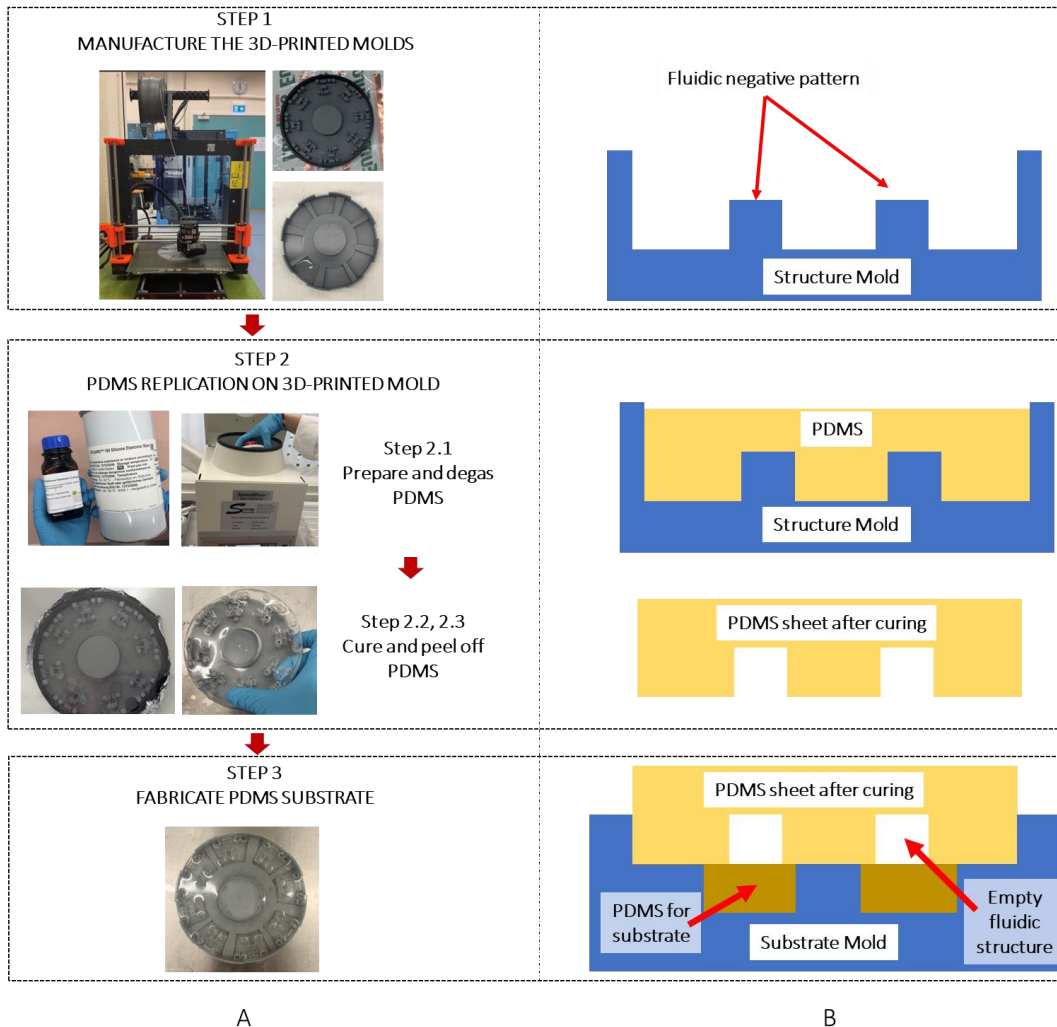 STEP 1
MANUFACTURE THE 3D-PRINTED MOLDS
Fluidic negative pattern
Structure Mold
STEP 2
PDMS REPLICATION ON 3D-PRINTED MOLD
Step 2.1
Prepare and degas
PDMS
PDMS
Structure Mold
Step 2.2, 2.3
Cure and peel off
PDMS
PDMS sheet after curing
STEP 3
FABRICATE PDMS SUBSTRATE
PDMS sheet after curing
PDMS for
substrate
Substrate Mold
Empty
fluidic
structure
A
B